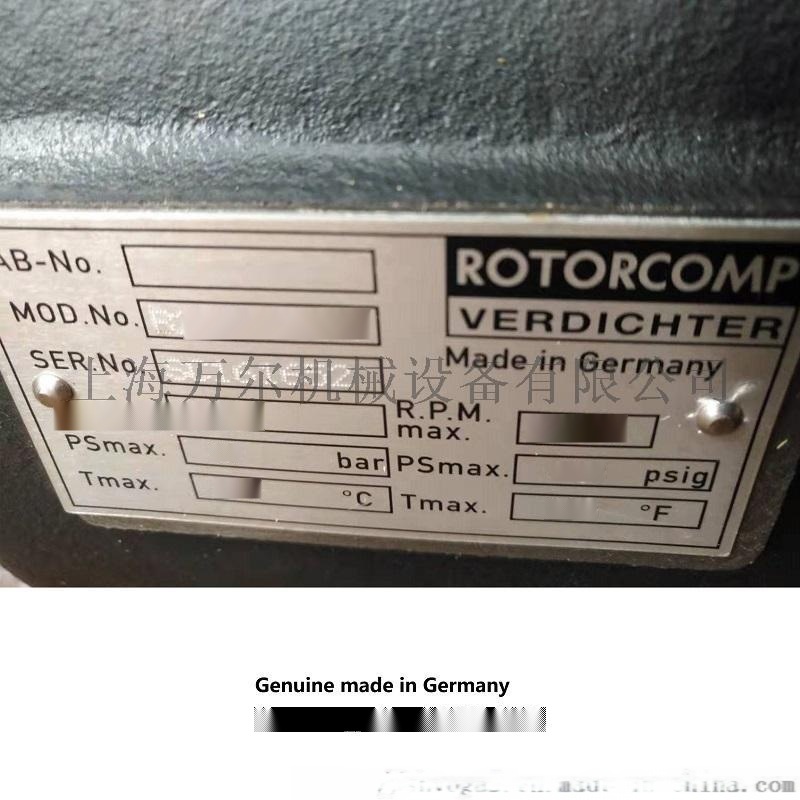 AB-No.
ROTORCOMP
MOD.No.
VERDICHTER
SER.No.
Made in Germany
上海万尔机械设备有限公司
R.P.M.
max.
PSmax. bar PSmax. psig
Tmax. °C Tmax. °F
Genuine made in Germany